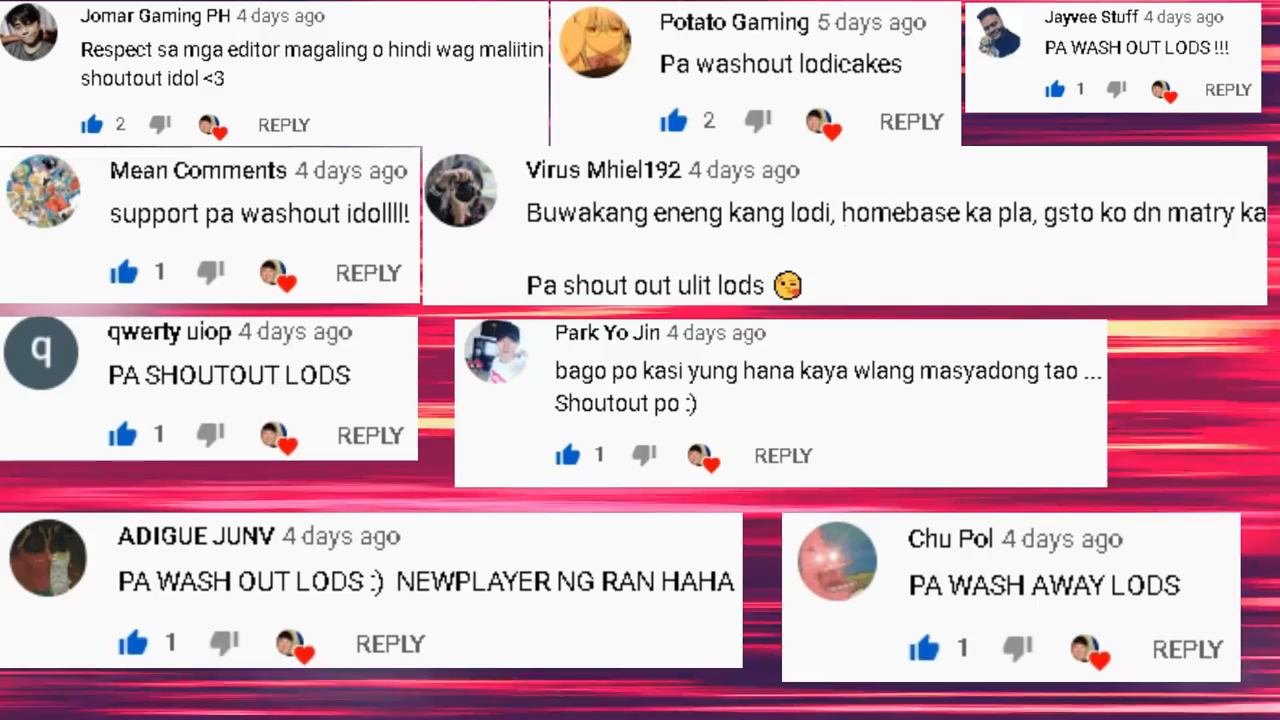 Jomar Gaming PH 4 days ago
Respect sa mga editor magaling o hindi wag maliitin
shoutout idol <3
2 REPLY
Potato Gaming 5 days ago
Pa washout lodicakes
2 REPLY
Jayvee Stuff 4 days ago
PA WASH OUT LODS !!!
1 REPLY
Mean Comments 4 days ago
support pa washout idollll!
1 REPLY
Virus Mhiel192 4 days ago
Buwakang eneng kang lodi, homebase ka pla, gsto ko dn matry ka
Pa shout out ulit lods 😘
qwerty uiop 4 days ago
q
PA SHOUTOUT LODS
1 REPLY
Park Yo Jin 4 days ago
bago po kasi yung hana kaya wlang masyadong tao ...
Shoutout po :)
1 REPLY
ADIGUE JUNV 4 days ago
PA WASH OUT LODS :) NEWPLAYER NG RAN HAHA
1 REPLY
Chu Pol 4 days ago
PA WASH AWAY LODS
1 REPLY